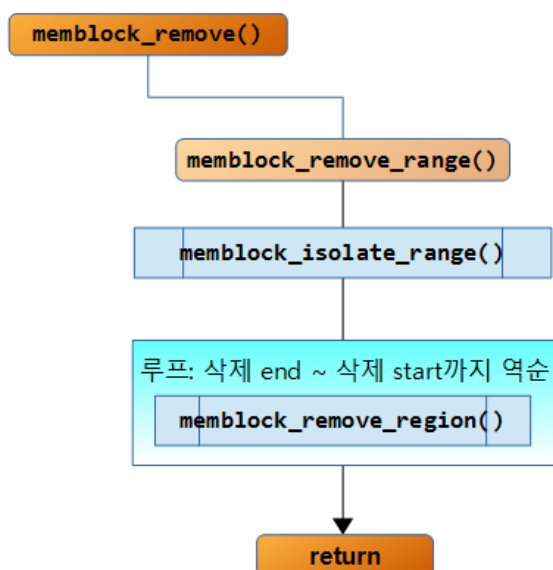 memblock_remove()
memblock_remove_range()
memblock_isolate_range()
루프: 삭제 end ~ 삭제 start까지 역순
memblock_remove_region()
return